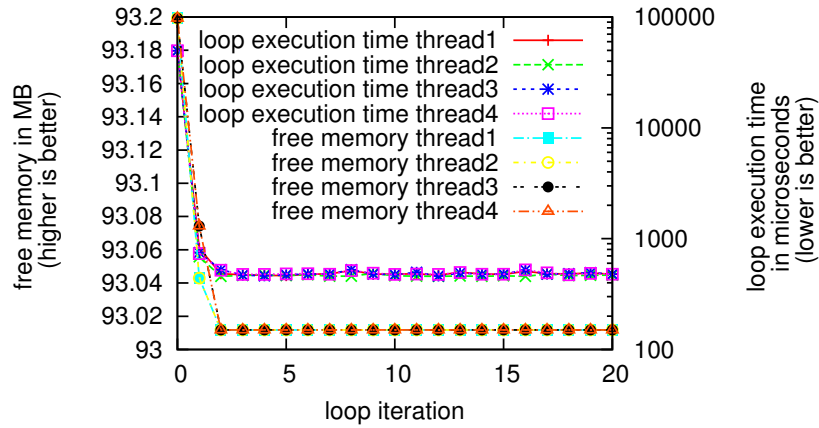 free memory in MB
(higher is better)
93.2
93.18
93.16
93.14
93.12
93.1
93.08
93.06
93.04
93.02
93
loop execution time thread1
loop execution time thread2
loop execution time thread3
loop execution time thread4
free memory thread1
free memory thread2
free memory thread3
free memory thread4
100000
10000
1000
100
loop execution time
in microseconds
(lower is better)
0 5 10 15 20
loop iteration